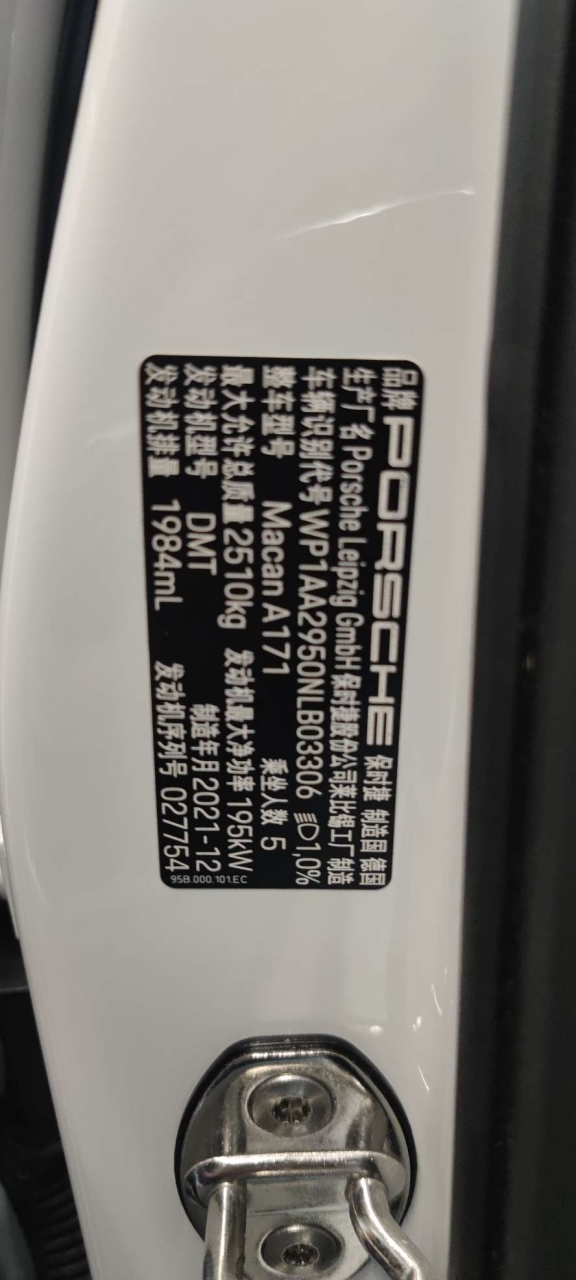 品牌 PORSCHE 保时捷 制造国 德国
生产厂名 Porsche Leipzig GmbH 保时捷股份公司莱比锡工厂制造
车辆识别代号 WP1AA2950NLB03306 1,0%
整车型号 Macan A171 乘坐人数 5
最大允许总质量 2510kg 发动机最大净功率 195kW
发动机型号 DMT 制造年月 2021-12
发动机排量 1984mL 发动机序列号 027754
95B.000.101.EC